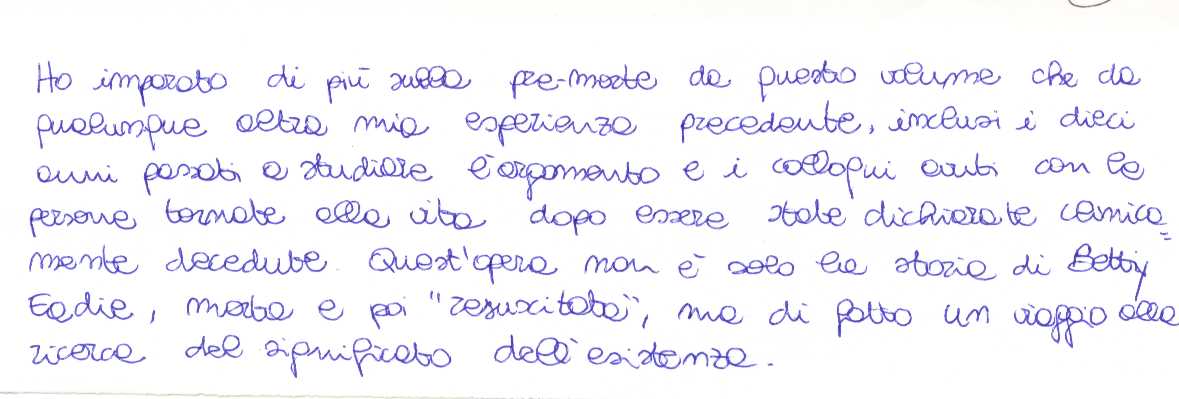 Ho imparato di più sulla pre-morte da questo volume che da
qualunque altra mia esperienza precedente, inclusi i dieci
anni passati a studiare l'argomento e i colloqui avuti con le
persone tornate alla vita dopo essere state dichiarate camica=
mente decedute. Quest'opera non è solo la storia di Betty
Eadie, morta e poi "resuscitata", ma di fatto un viaggio alla
ricerca del significato dell'esistenza.